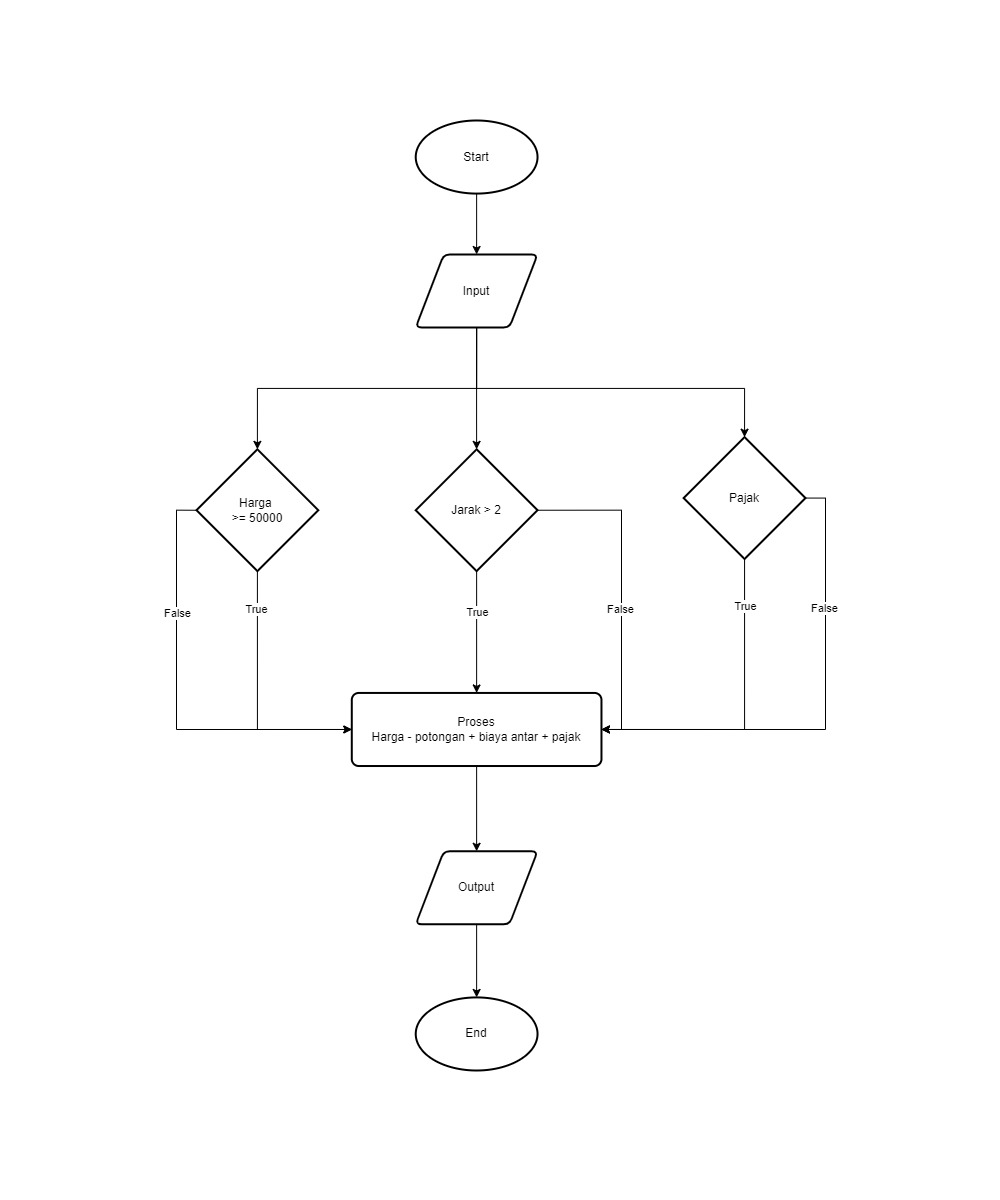 Start
Input
Harga
>= 50000
Jarak > 2
Pajak
False
True
True
False
True
False
Proses
Harga - potongan + biaya antar + pajak
Output
End